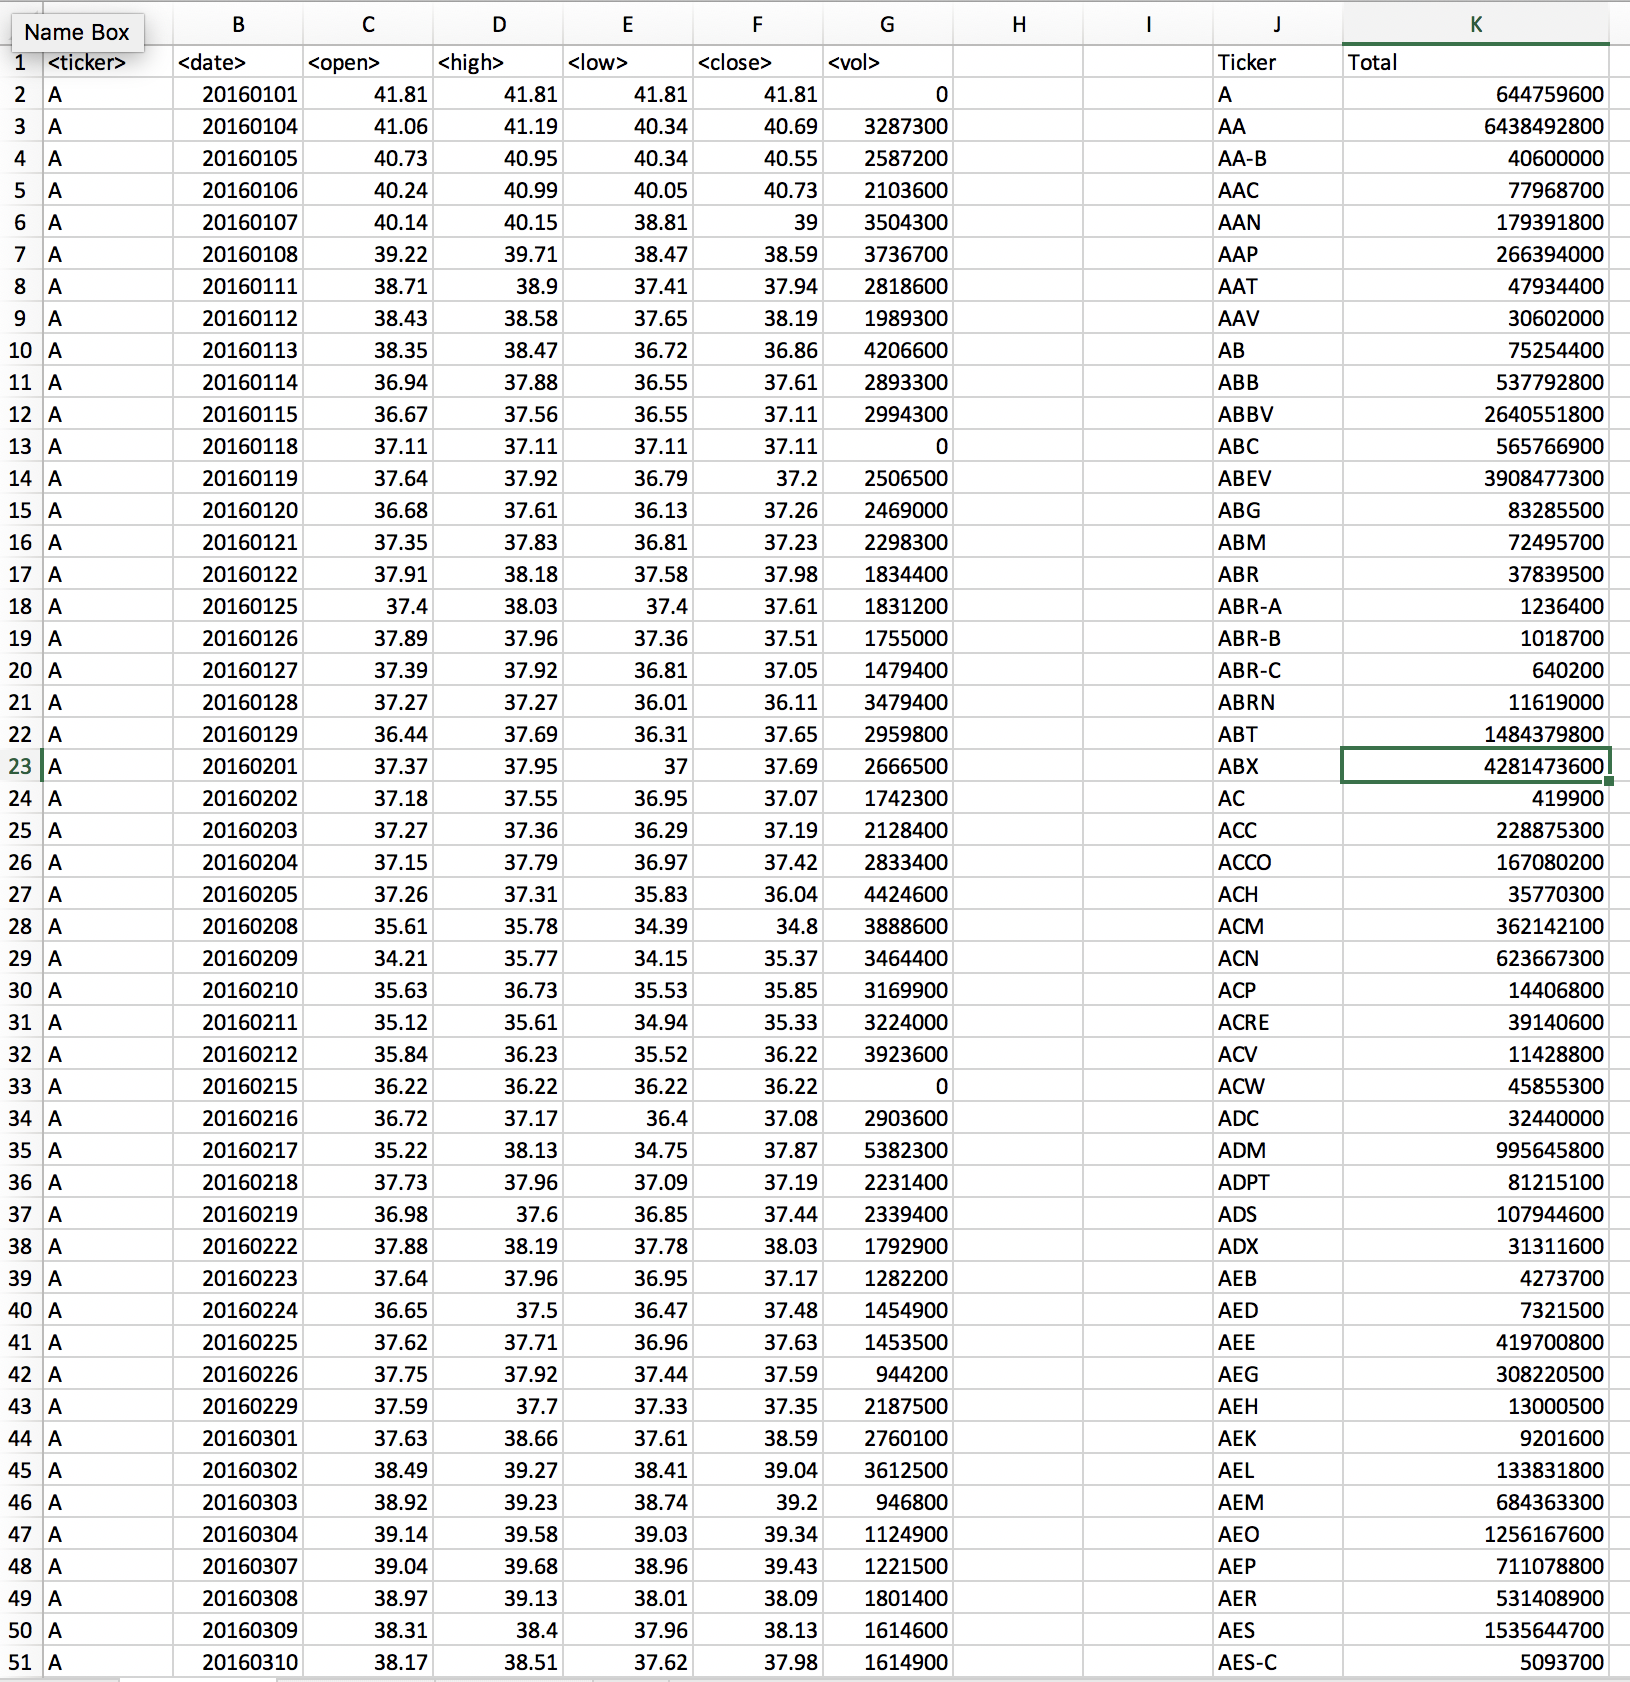 B C D E F G H I J K
Name Box
1 <ticker> <date> <open> <high> <low> <close> <vol> Ticker Total
2 A 20160101 41.81 41.81 41.81 41.81 0 A 644759600
3 A 20160104 41.06 41.19 40.34 40.69 3287300 AA 6438492800
4 A 20160105 40.73 40.95 40.34 40.55 2587200 AA-B 40600000
5 A 20160106 40.24 40.99 40.05 40.73 2103600 AAC 77968700
6 A 20160107 40.14 40.15 38.81 39 3504300 AAN 179391800
7 A 20160108 39.22 39.71 38.47 38.59 3736700 AAP 266394000
8 A 20160111 38.71 38.9 37.41 37.94 2818600 AAT 47934400
9 A 20160112 38.43 38.58 37.65 38.19 1989300 AAV 30602000
10 A 20160113 38.35 38.47 36.72 36.86 4206600 AB 75254400
11 A 20160114 36.94 37.88 36.55 37.61 2893300 ABB 537792800
12 A 20160115 36.67 37.56 36.55 37.11 2994300 ABBV 2640551800
13 A 20160118 37.11 37.11 37.11 37.11 0 ABC 565766900
14 A 20160119 37.64 37.92 36.79 37.2 2506500 ABEV 3908477300
15 A 20160120 36.68 37.61 36.13 37.26 2469000 ABG 83285500
16 A 20160121 37.35 37.83 36.81 37.23 2298300 ABM 72495700
17 A 20160122 37.91 38.18 37.58 37.98 1834400 ABR 37839500
18 A 20160125 37.4 38.03 37.4 37.61 1831200 ABR-A 1236400
19 A 20160126 37.89 37.96 37.36 37.51 1755000 ABR-B 1018700
20 A 20160127 37.39 37.92 36.81 37.05 1479400 ABR-C 640200
21 A 20160128 37.27 37.27 36.01 36.11 3479400 ABRN 11619000
22 A 20160129 36.44 37.69 36.31 37.65 2959800 ABT 1484379800
23 A 20160201 37.37 37.95 37 37.69 2666500 ABX 4281473600
24 A 20160202 37.18 37.55 36.95 37.07 1742300 AC 419900
25 A 20160203 37.27 37.36 36.29 37.19 2128400 ACC 228875300
26 A 20160204 37.15 37.79 36.97 37.42 2833400 ACCO 167080200
27 A 20160205 37.26 37.31 35.83 36.04 4424600 ACH 35770300
28 A 20160208 35.61 35.78 34.39 34.8 3888600 ACM 362142100
29 A 20160209 34.21 35.77 34.15 35.37 3464400 ACN 623667300
30 A 20160210 35.63 36.73 35.53 35.85 3169900 ACP 14406800
31 A 20160211 35.12 35.61 34.94 35.33 3224000 ACRE 39140600
32 A 20160212 35.84 36.23 35.52 36.22 3923600 ACV 11428800
33 A 20160215 36.22 36.22 36.22 36.22 0 ACW 45855300
34 A 20160216 36.72 37.17 36.4 37.08 2903600 ADC 32440000
35 A 20160217 35.22 38.13 34.75 37.87 5382300 ADM 995645800
36 A 20160218 37.73 37.96 37.09 37.19 2231400 ADPT 81215100
37 A 20160219 36.98 37.6 36.85 37.44 2339400 ADS 107944600
38 A 20160222 37.88 38.19 37.78 38.03 1792900 ADX 31311600
39 A 20160223 37.64 37.96 36.95 37.17 1282200 AEB 4273700
40 A 20160224 36.65 37.5 36.47 37.48 1454900 AED 7321500
41 A 20160225 37.62 37.71 36.96 37.63 1453500 AEE 419700800
42 A 20160226 37.75 37.92 37.44 37.59 944200 AEG 308220500
43 A 20160229 37.59 37.7 37.33 37.35 2187500 AEH 13000500
44 A 20160301 37.63 38.66 37.61 38.59 2760100 AEK 9201600
45 A 20160302 38.49 39.27 38.41 39.04 3612500 AEL 133831800
46 A 20160303 38.92 39.23 38.74 39.2 946800 AEM 684363300
47 A 20160304 39.14 39.58 39.03 39.34 1124900 AEO 1256167600
48 A 20160307 39.04 39.68 38.96 39.43 1221500 AEP 711078800
49 A 20160308 38.97 39.13 38.01 38.09 1801400 AER 531408900
50 A 20160309 38.31 38.4 37.96 38.13 1614600 AES 1535644700
51 A 20160310 38.17 38.51 37.62 37.98 1614900 AES-C 5093700